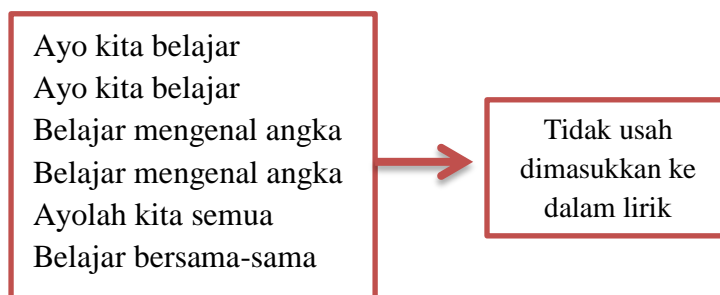 Ayo kita belajar
Ayo kita belajar
Belajar mengenal angka
Belajar mengenal angka
Ayolah kita semua
Belajar bersama-sama
Tidak usah
dimasukkan ke
dalam lirik